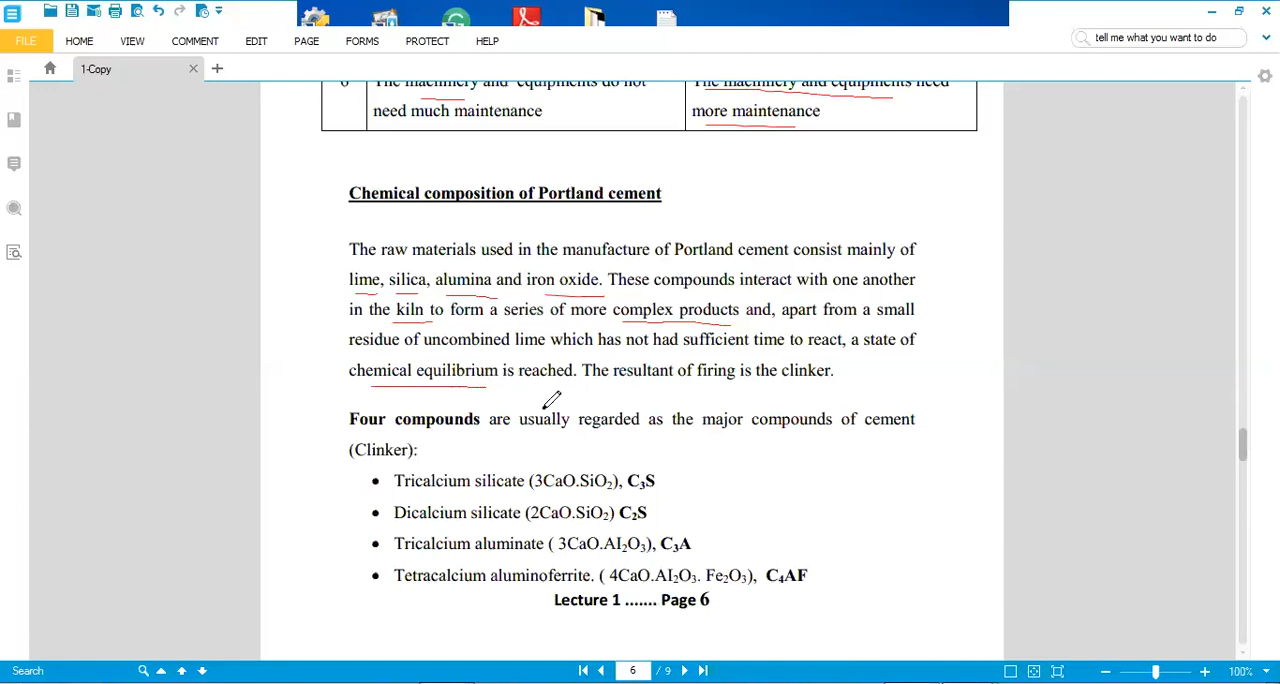 FILE HOME VIEW COMMENT EDIT PAGE FORMS PROTECT HELP tell me what you want to do
1-Copy
6 The machinery and equipments do not The machinery and equipments need
need much maintenance more maintenance
Chemical composition of Portland cement
The raw materials used in the manufacture of Portland cement consist mainly of
lime, silica, alumina and iron oxide. These compounds interact with one another
in the kiln to form a series of more complex products and, apart from a small
residue of uncombined lime which has not had sufficient time to react, a state of
chemical equilibrium is reached. The resultant of firing is the clinker.
Four compounds are usually regarded as the major compounds of cement
(Clinker):
• Tricalcium silicate (3CaO.SiO₂), C₃S
• Dicalcium silicate (2CaO.SiO₂) C₂S
• Tricalcium aluminate ( 3CaO.AI₂O₃), C₃A
• Tetracalcium aluminoferrite. ( 4CaO.AI₂O₃. Fe₂O₃), C₄AF
Lecture 1 ....... Page 6
Search 6 / 9 100%